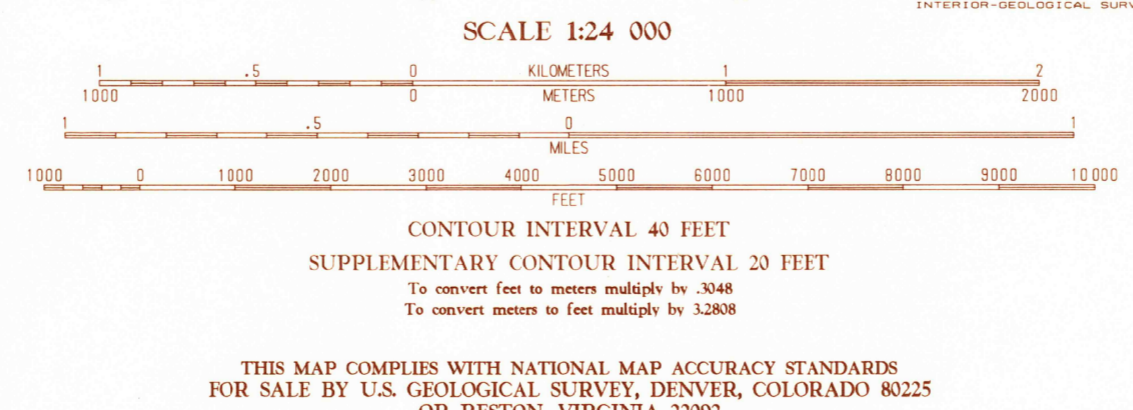 INTERIOR-GEOLOGICAL
SCALE 1:24 000
1 .5 0 KILOMETERS 1 2
1000 0 METERS 1000 2000
1 .5 0 1
MILES
1000 0 1000 2000 3000 4000 5000 6000 7000 8000 9000 10 000
FEET
CONTOUR INTERVAL 40 FEET
SUPPLEMENTARY CONTOUR INTERVAL 20 FEET
To convert feet to meters multiply by .3048
To convert meters to feet multiply by 3.2808
THIS MAP COMPLIES WITH NATIONAL MAP ACCURACY STANDARDS
FOR SALE BY U.S. GEOLOGICAL SURVEY, DENVER, COLORADO 80225
OR RESTON, VIRGINIA 22092